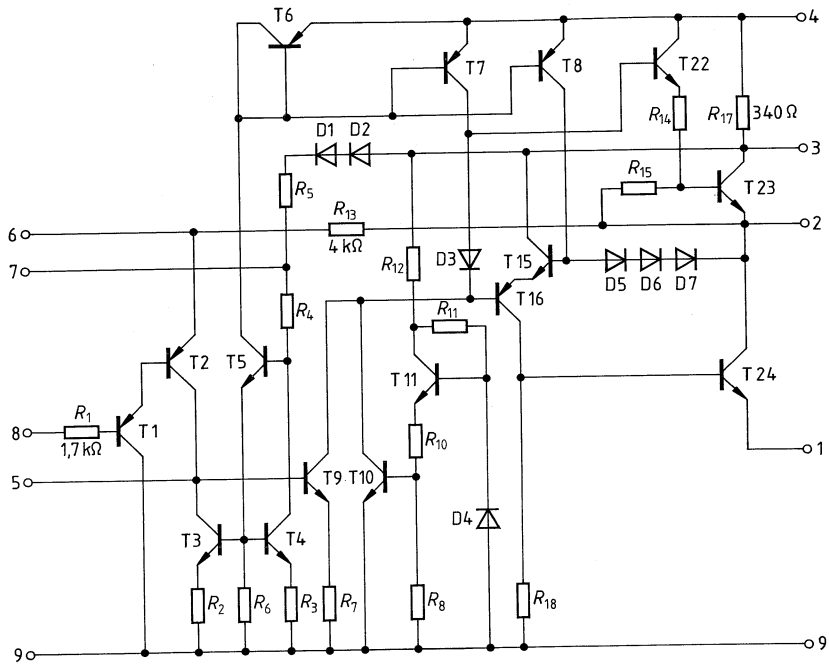 T6
4
T7
T8
T22
R14
R17
340 Ω
D1
D2
3
R5
R15
T23
R13
4 kΩ
6
2
7
R12
D3
T15
D5
D6
D7
T16
R4
R11
T2
T5
T11
T24
R1
8
1,7 kΩ
T1
R10
1
5
T9
T10
D4
T3
T4
R2
R6
R3
R7
R8
R18
9
9